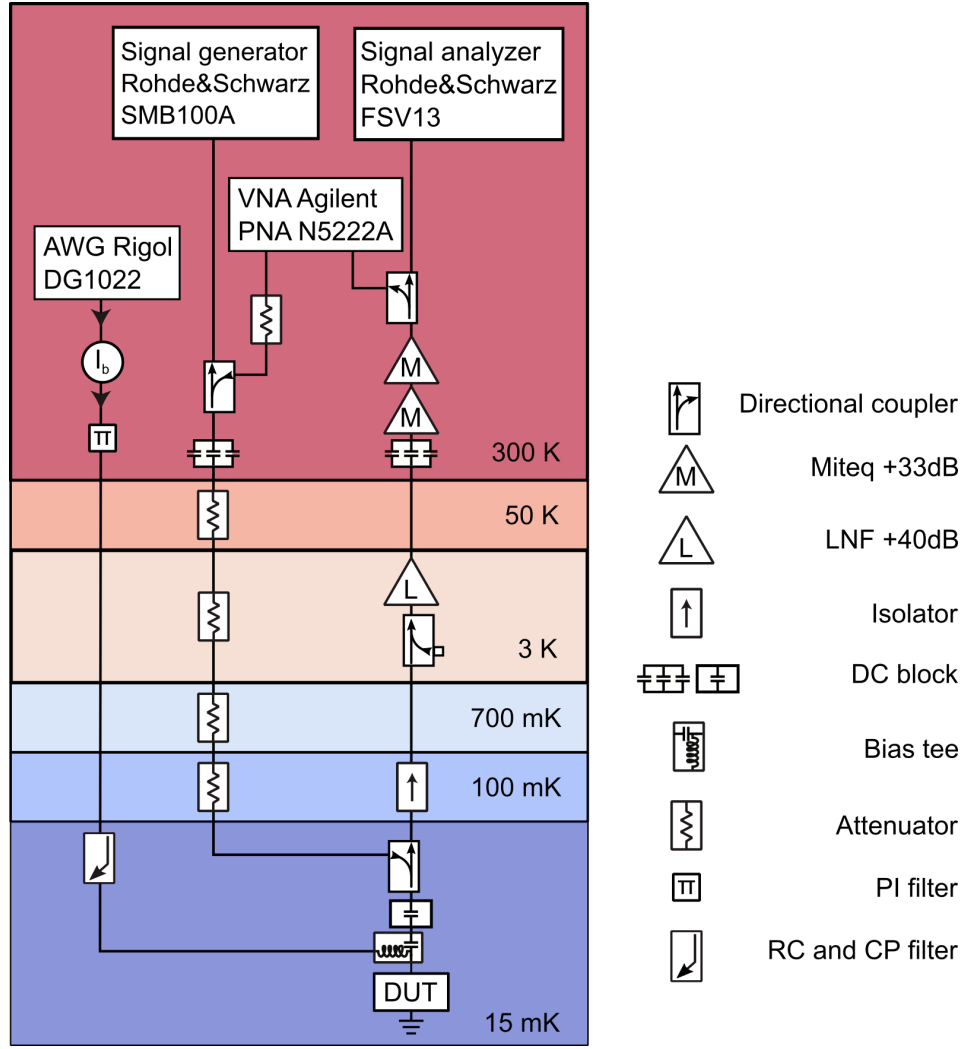 Signal generator
Rohde&Schwarz
SMB100A
Signal analyzer
Rohde&Schwarz
FSV13
VNA Agilent
PNA N5222A
AWG Rigol
DG1022
I_b
π
M
M
300 K
50 K
L
3 K
700 mK
100 mK
DUT
15 mK
Directional coupler
M
Miteq +33dB
L
LNF +40dB
Isolator
DC block
Bias tee
Attenuator
π
PI filter
RC and CP filter